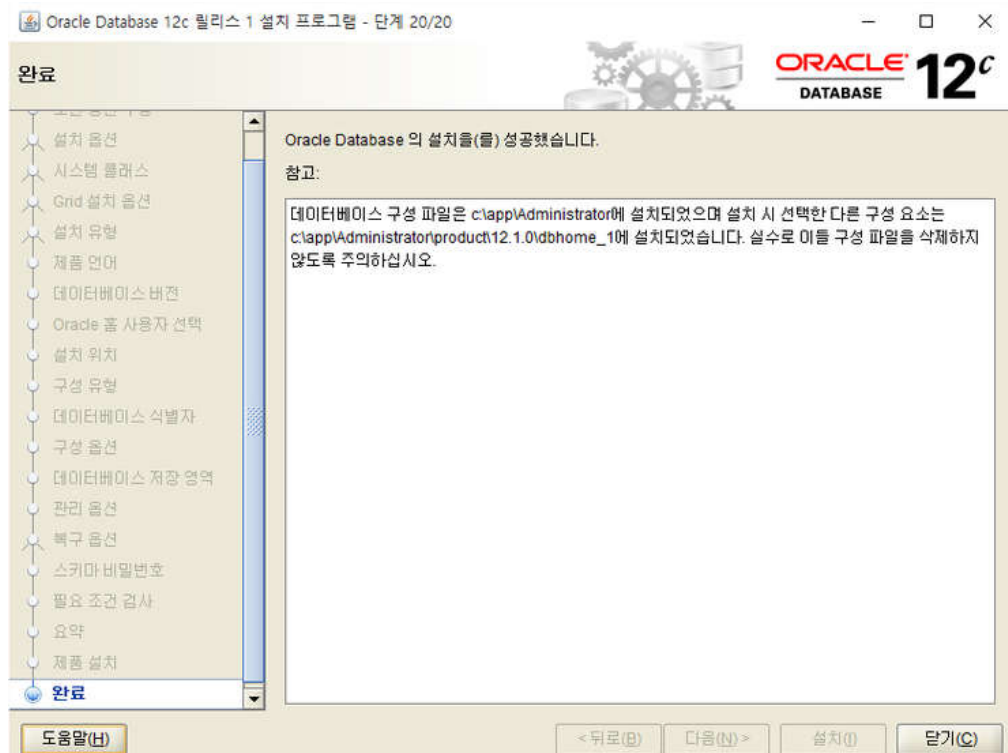 Oracle Database 12c 릴리스 1 설치 프로그램 - 단계 20/20
완료
ORACLE
DATABASE
12c
설치 옵션
시스템 클래스
Grid 설치 옵션
설치 유형
제품 언어
데이터베이스 버전
Oracle 홈 사용자 선택
설치 위치
구성 유형
데이터베이스 식별자
구성 옵션
데이터베이스 저장 영역
관리 옵션
복구 옵션
스키마 비밀번호
필요 조건 검사
요약
제품 설치
완료
Oracle Database 의 설치을(를) 성공했습니다.
참고:
데이터베이스 구성 파일은 c:\app\Administrator에 설치되었으며 설치 시 선택한 다른 구성 요소는
c:\app\Administrator\product\12.1.0\dbhome_1에 설치되었습니다. 실수로 이들 구성 파일을 삭제하지
않도록 주의하십시오.
도움말(H)
<뒤로(B)
다음(N)>
설치(I)
닫기(C)